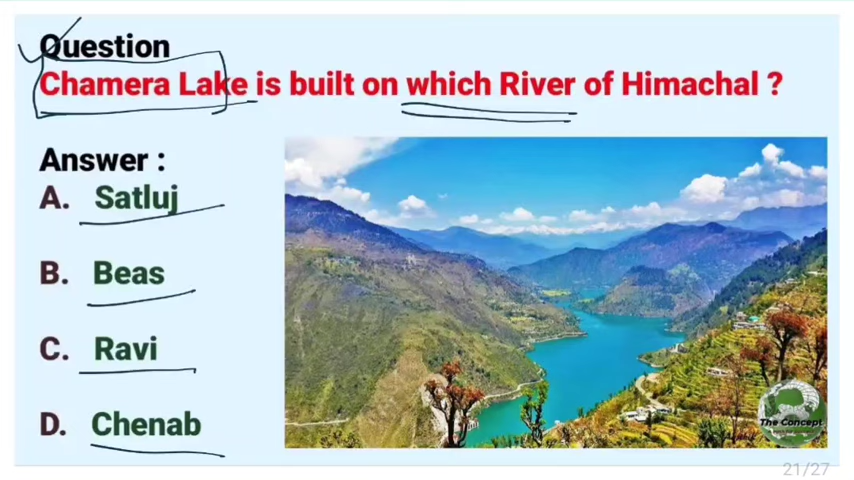 Question
Chamera Lake is built on which River of Himachal ?
Answer :
A. Satluj
B. Beas
C. Ravi
D. Chenab
The Concept
21/27